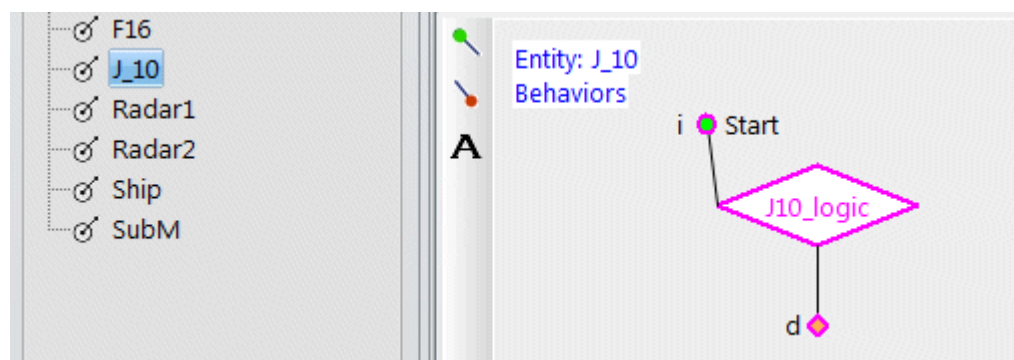 F16
J_10
Radar1
Radar2
Ship
SubM
A
Entity: J_10
Behaviors
i Start
J10_logic
d